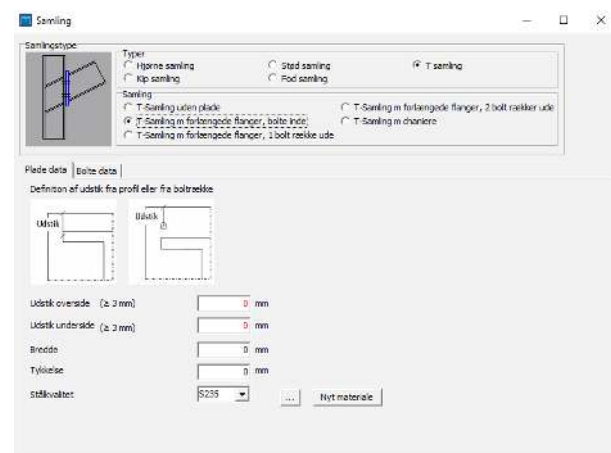 Samling
Samlingstype
Typer
Hjørne samling
Stød samling
T samling
Kip samling
Fod samling
Samling
T-Samling uden plade
T-Samling m forlængede flanger, 2 bolt rækker ude
T-Samling m forlængede flanger, bolte inde
T-Samling m chaniere
T-Samling m forlængede flanger, 1 bolt række ude
Plade data
Bolte data
Definition af udstik fra profil eller fra boltrække
Udstik
Udstik
Udstik overside (≥ 3 mm) 0 mm
Udstik underside (≥ 3 mm) 0 mm
Bredde 0 mm
Tykkelse 0 mm
Stålkvalitet S235 ... Nyt materiale